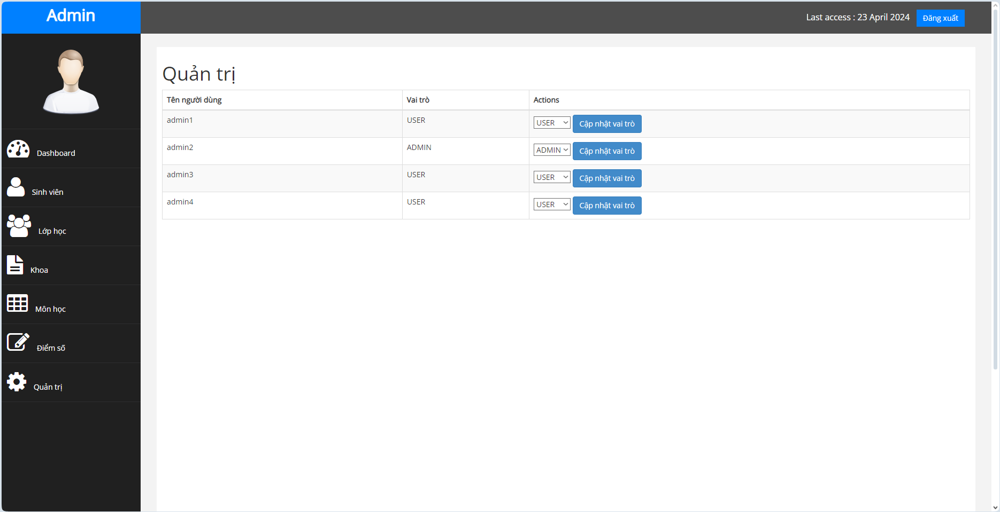 Admin
Last access : 23 April 2024 Đăng xuất
Dashboard
Sinh viên
Lớp học
Khoa
Môn học
Điểm số
Quản trị
Quản trị
Tên người dùng Vai trò Actions
admin1 USER USER Cập nhật vai trò
admin2 ADMIN ADMIN Cập nhật vai trò
admin3 USER USER Cập nhật vai trò
admin4 USER USER Cập nhật vai trò